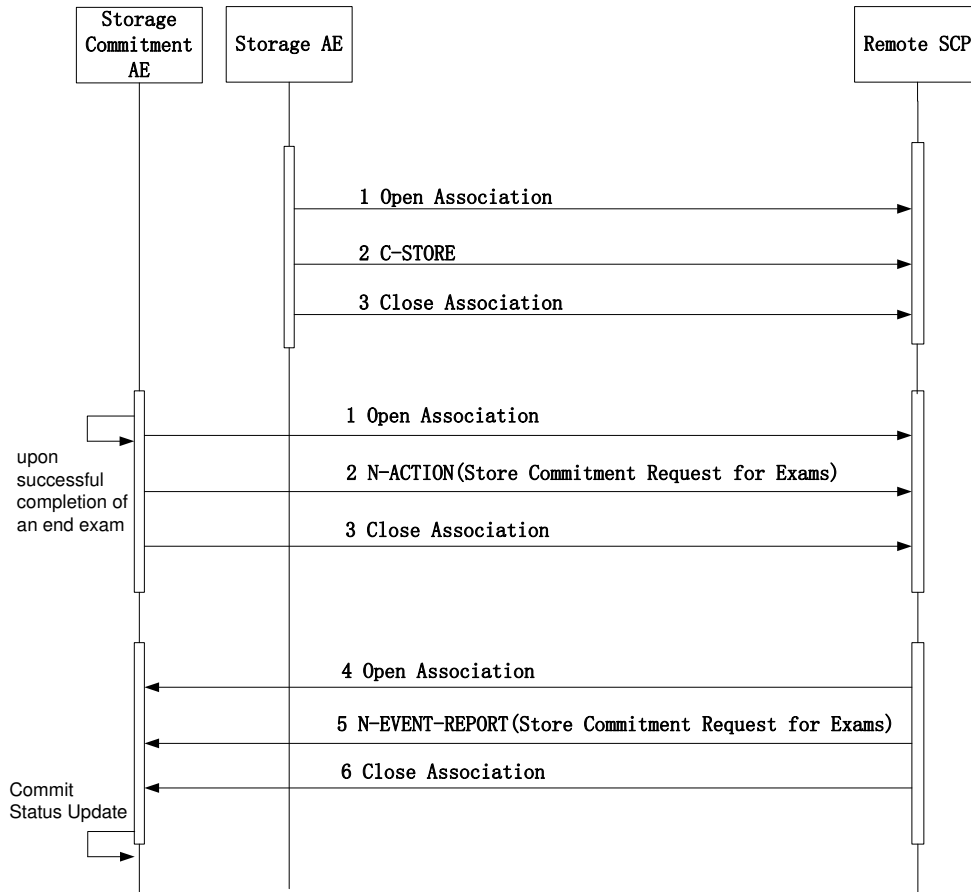 Storage
Commitment
AE
Storage AE
Remote SCP
1 Open Association
2 C-STORE
3 Close Association
1 Open Association
upon
successful
completion of
an end exam
2 N-ACTION(Store Commitment Request for Exams)
3 Close Association
4 Open Association
5 N-EVENT-REPORT(Store Commitment Request for Exams)
6 Close Association
Commit
Status Update